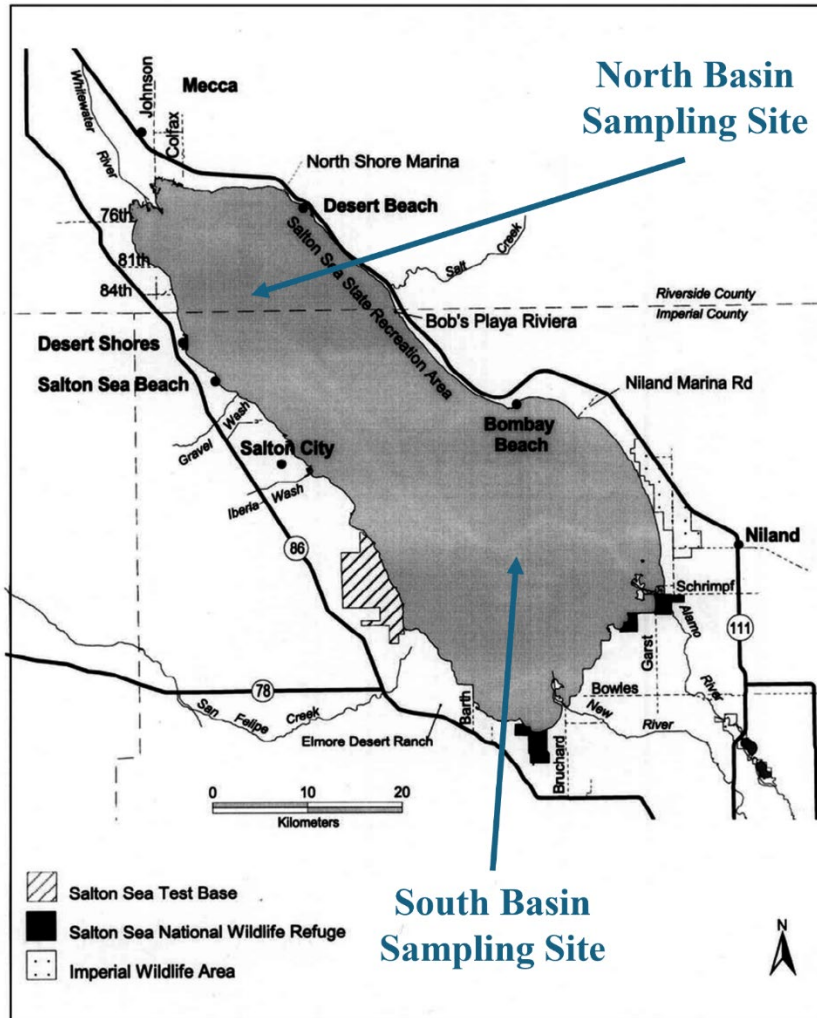 North Basin
Sampling Site
Mecca
Johnson
Colfax
Whitewater
River
North Shore Marina
Desert Beach
76th
81th
84th
Salton Sea State Recreation Area
Salt
Creek
Riverside County
Imperial County
Bob's Playa Riviera
Desert Shores
Salton Sea Beach
Niland Marina Rd
Bombay
Beach
Gravel Wash
Salton City
Iberia Wash
86
Niland
Schrimpf
Alamo
River
Garst
111
78
San Felipe Creek
Bowles
New
River
Barth
Elmore Desert Ranch
Bruchard
0 10 20
Kilometers
Salton Sea Test Base
Salton Sea National Wildlife Refuge
Imperial Wildlife Area
South Basin
Sampling Site
N